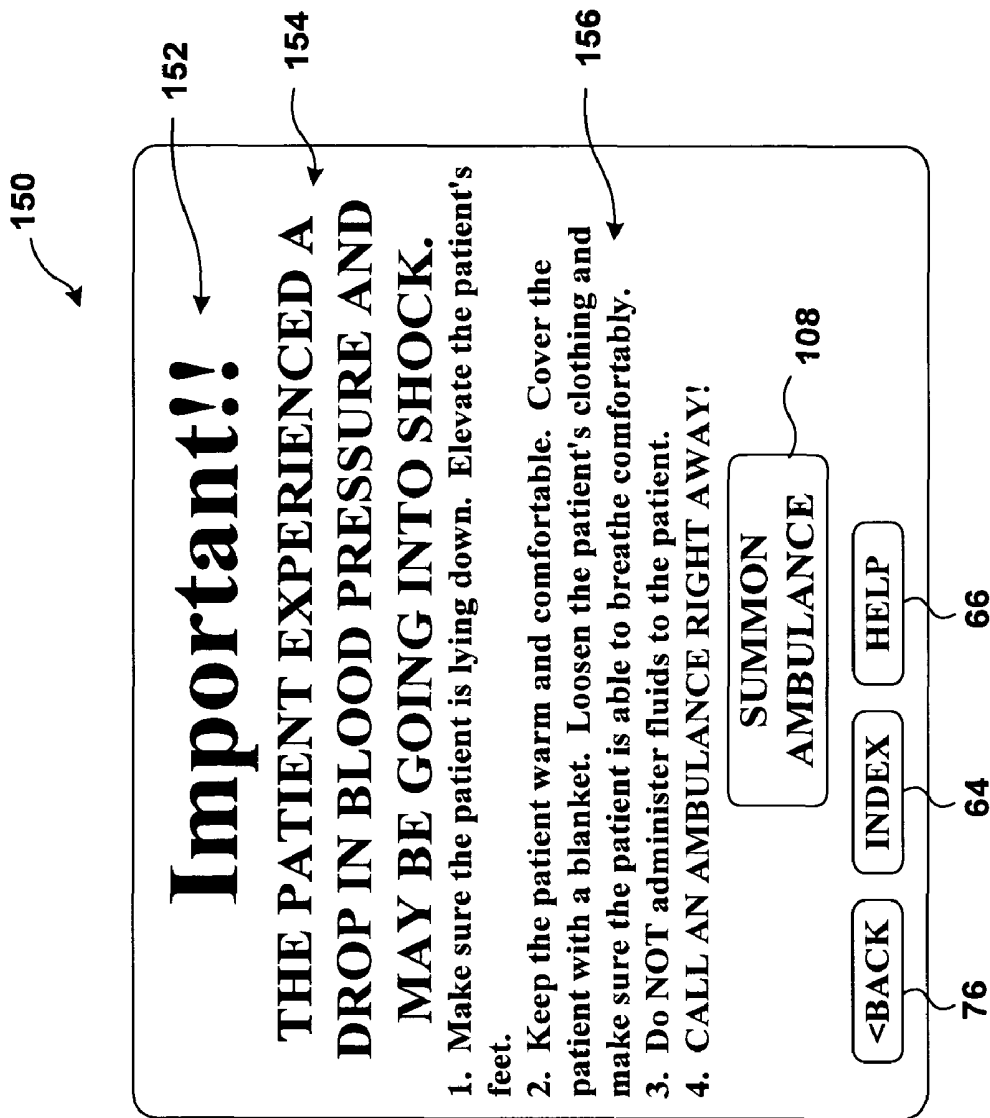 150
152
Important!!
154
THE PATIENT EXPERIENCED A
DROP IN BLOOD PRESSURE AND
MAY BE GOING INTO SHOCK.
1. Make sure the patient is lying down. Elevate the patient's
feet.
2. Keep the patient warm and comfortable. Cover the
patient with a blanket. Loosen the patient's clothing and
make sure the patient is able to breathe comfortably.
156
3. Do NOT administer fluids to the patient.
4. CALL AN AMBULANCE RIGHT AWAY!
SUMMON
AMBULANCE
108
<BACK
INDEX
HELP
76
64
66